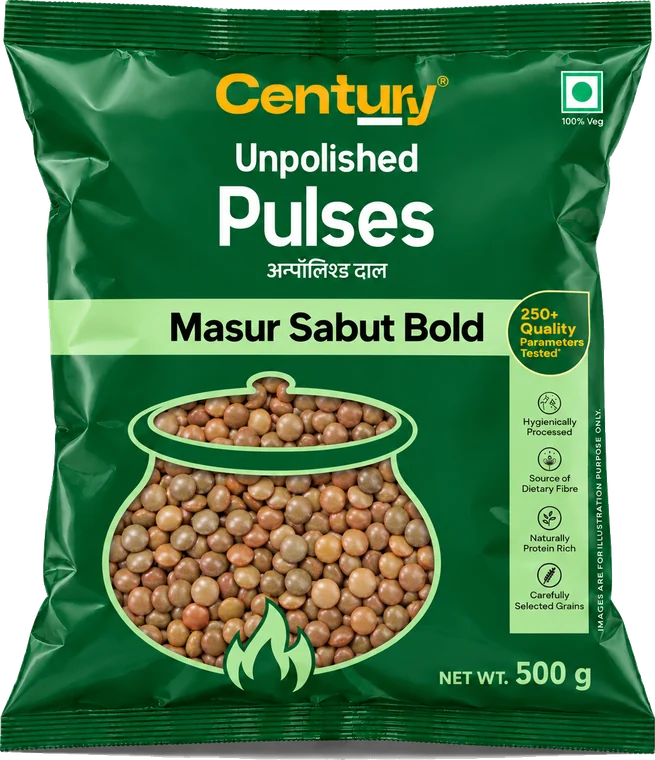 Century®
100% Veg
Unpolished
Pulses
अन्पॉलिश्ड दाल
Masur Sabut Bold
250+
Quality
Parameters
Tested*
Hygienically
Processed
Source of
Dietary Fibre
Naturally
Protein Rich
Carefully
Selected Grains
IMAGES ARE FOR ILLUSTRATION PURPOSE ONLY.
NET WT. 500 g